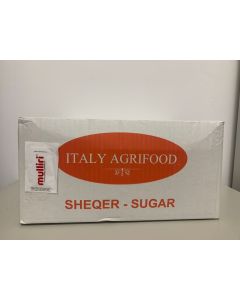 mulliri
ITALY AGRIFOOD
SHEQER - SUGAR